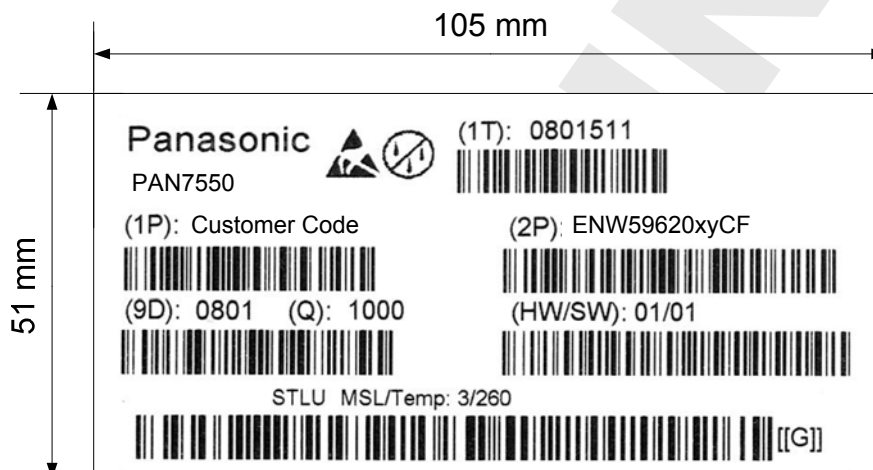 105 mm
51 mm
Panasonic
(1T): 0801511
PAN7550
(1P): Customer Code
(2P): ENW59620xyCF
(9D): 0801 (Q): 1000
(HW/SW): 01/01
STLU MSL/Temp: 3/260
[[G]]